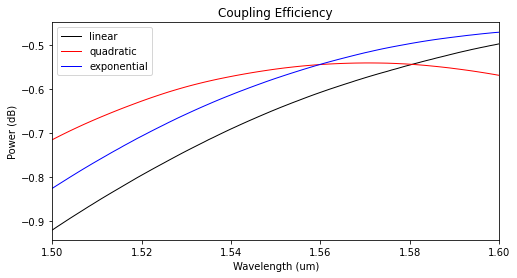 Coupling Efficiency
linear
quadratic
exponential
Power (dB)
−0.5
−0.6
−0.7
−0.8
−0.9
1.50 1.52 1.54 1.56 1.58 1.60
Wavelength (um)